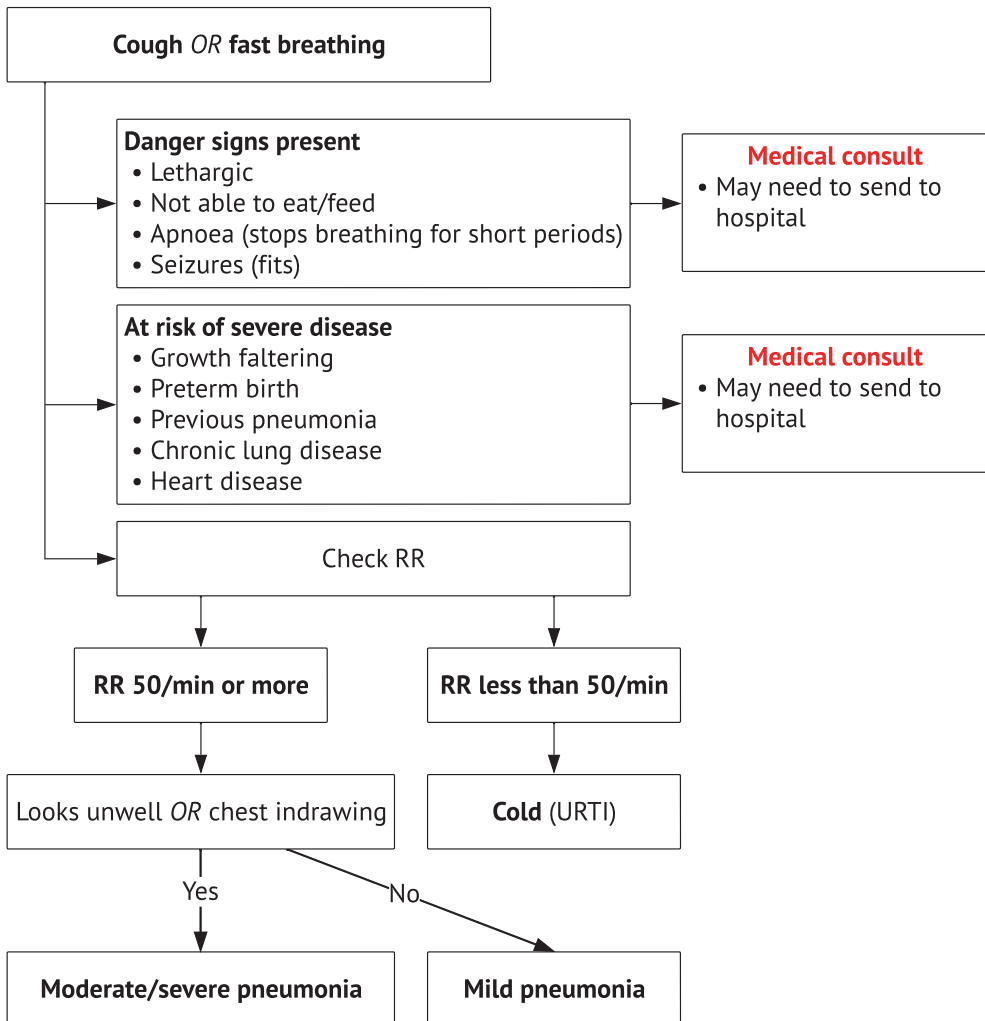 Cough OR fast breathing
Danger signs present
• Lethargic
• Not able to eat/feed
• Apnoea (stops breathing for short periods)
• Seizures (fits)
Medical consult
• May need to send to
hospital
At risk of severe disease
• Growth faltering
• Preterm birth
• Previous pneumonia
• Chronic lung disease
• Heart disease
Medical consult
• May need to send to
hospital
Check RR
RR 50/min or more
RR less than 50/min
Looks unwell OR chest indrawing
Cold (URTI)
Yes
No
Moderate/severe pneumonia
Mild pneumonia